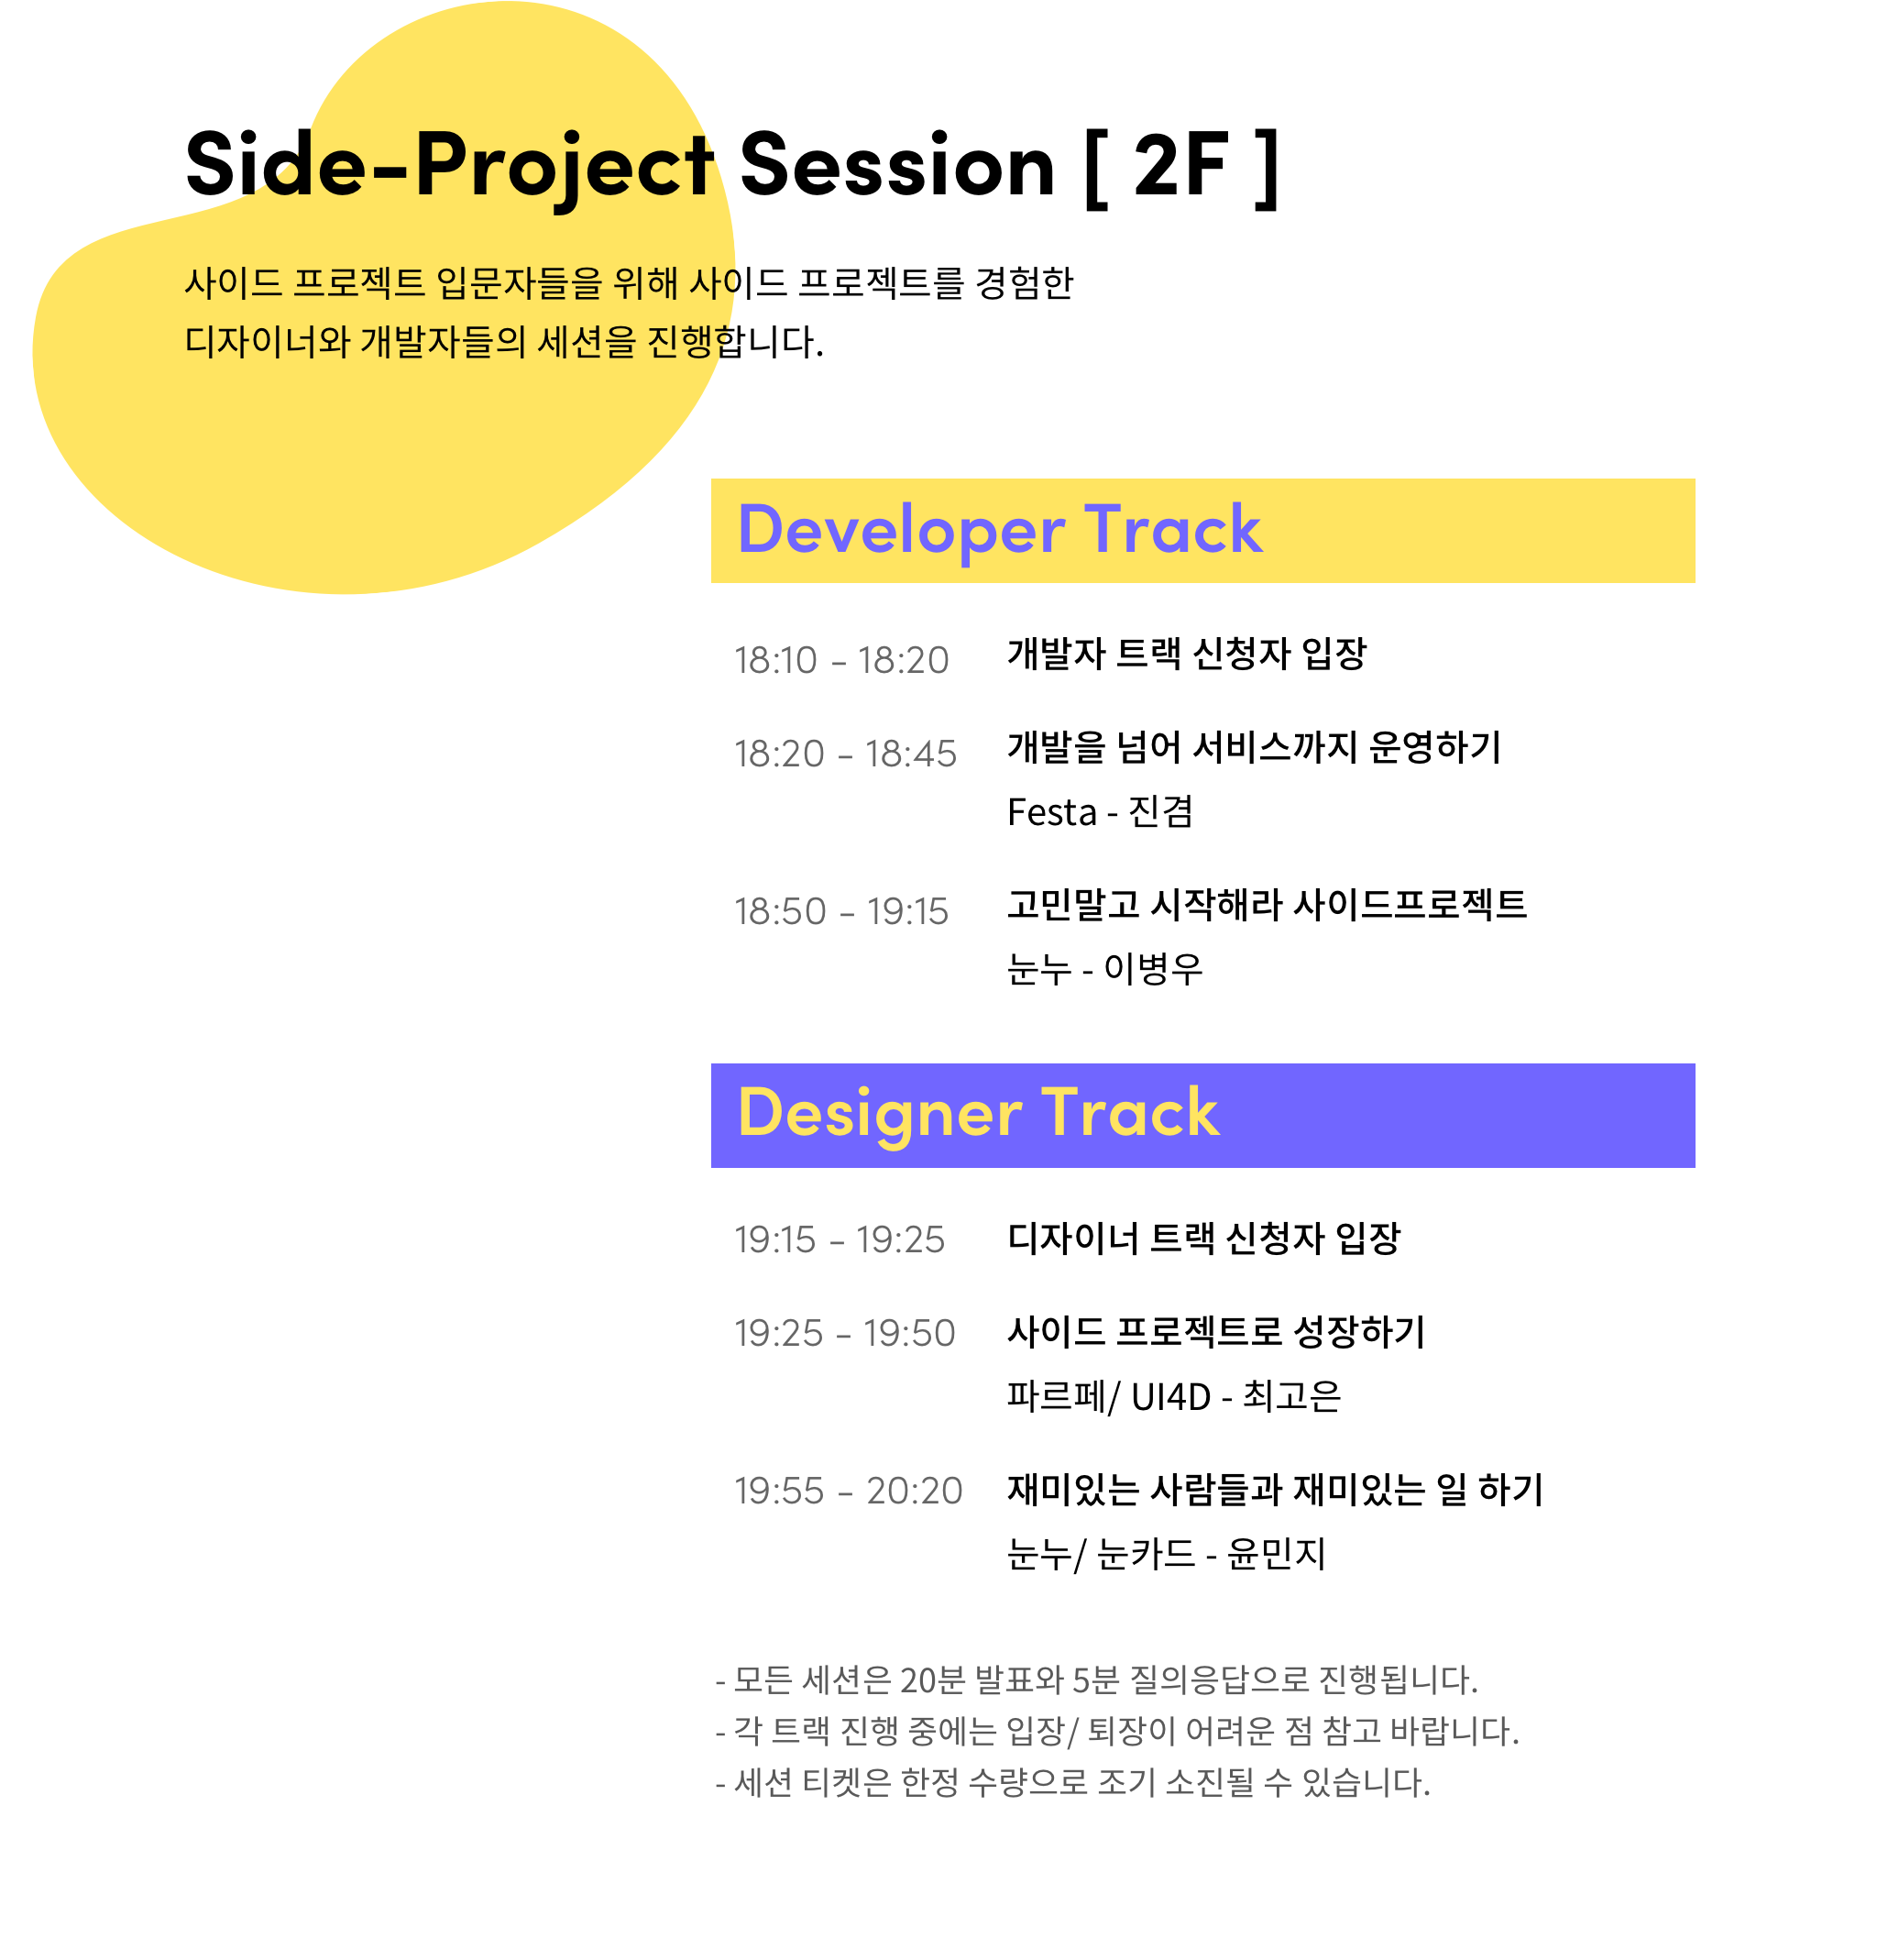 Side-Project Session [ 2F ]
사이드 프로젝트 입문자들을 위해 사이드 프로젝트를 경험한
디자이너와 개발자들의 세션을 진행합니다.
Developer Track
18:10 - 18:20 개발자 트랙 신청자 입장
18:20 - 18:45 개발을 넘어 서비스까지 운영하기
Festa - 진겸
18:50 - 19:15 고민말고 시작해라 사이드프로젝트
눈누 - 이병우
Designer Track
19:15 - 19:25 디자이너 트랙 신청자 입장
19:25 - 19:50 사이드 프로젝트로 성장하기
파르페/ UI4D - 최고은
19:55 - 20:20 재미있는 사람들과 재미있는 일 하기
눈누/ 눈카드 - 윤민지
- 모든 세션은 20분 발표와 5분 질의응답으로 진행됩니다.
- 각 트랙 진행 중에는 입장/ 퇴장이 어려운 점 참고 바랍니다.
- 세션 티켓은 한정 수량으로 조기 소진될 수 있습니다.